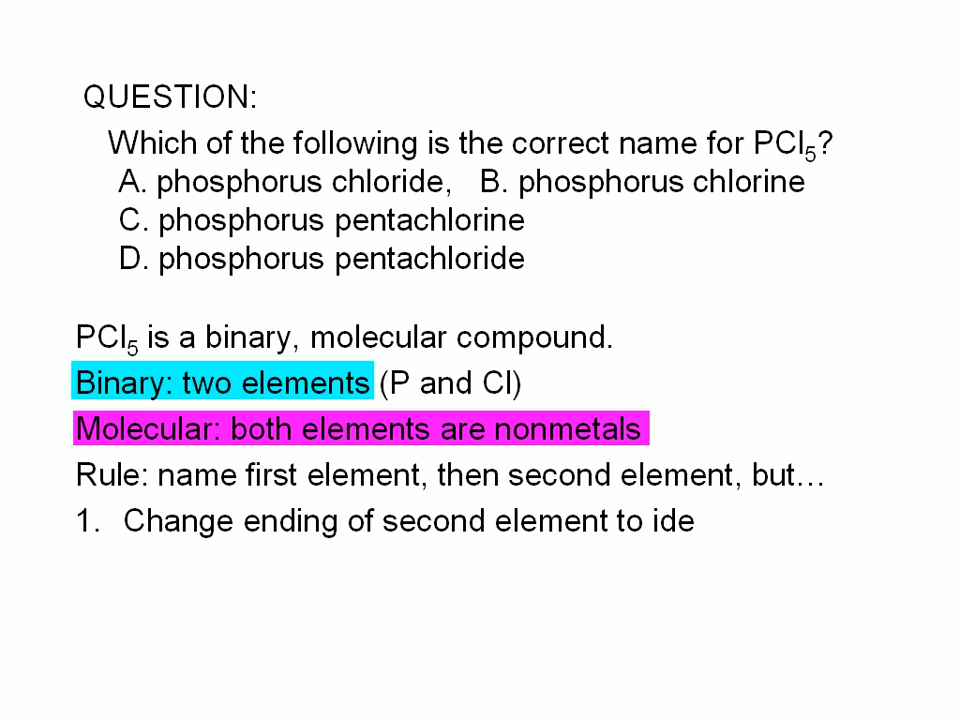 QUESTION:
Which of the following is the correct name for PCl₅?
A. phosphorus chloride, B. phosphorus chlorine
C. phosphorus pentachlorine
D. phosphorus pentachloride
PCl₅ is a binary, molecular compound.
Binary: two elements (P and Cl)
Molecular: both elements are nonmetals
Rule: name first element, then second element, but…
1. Change ending of second element to ide